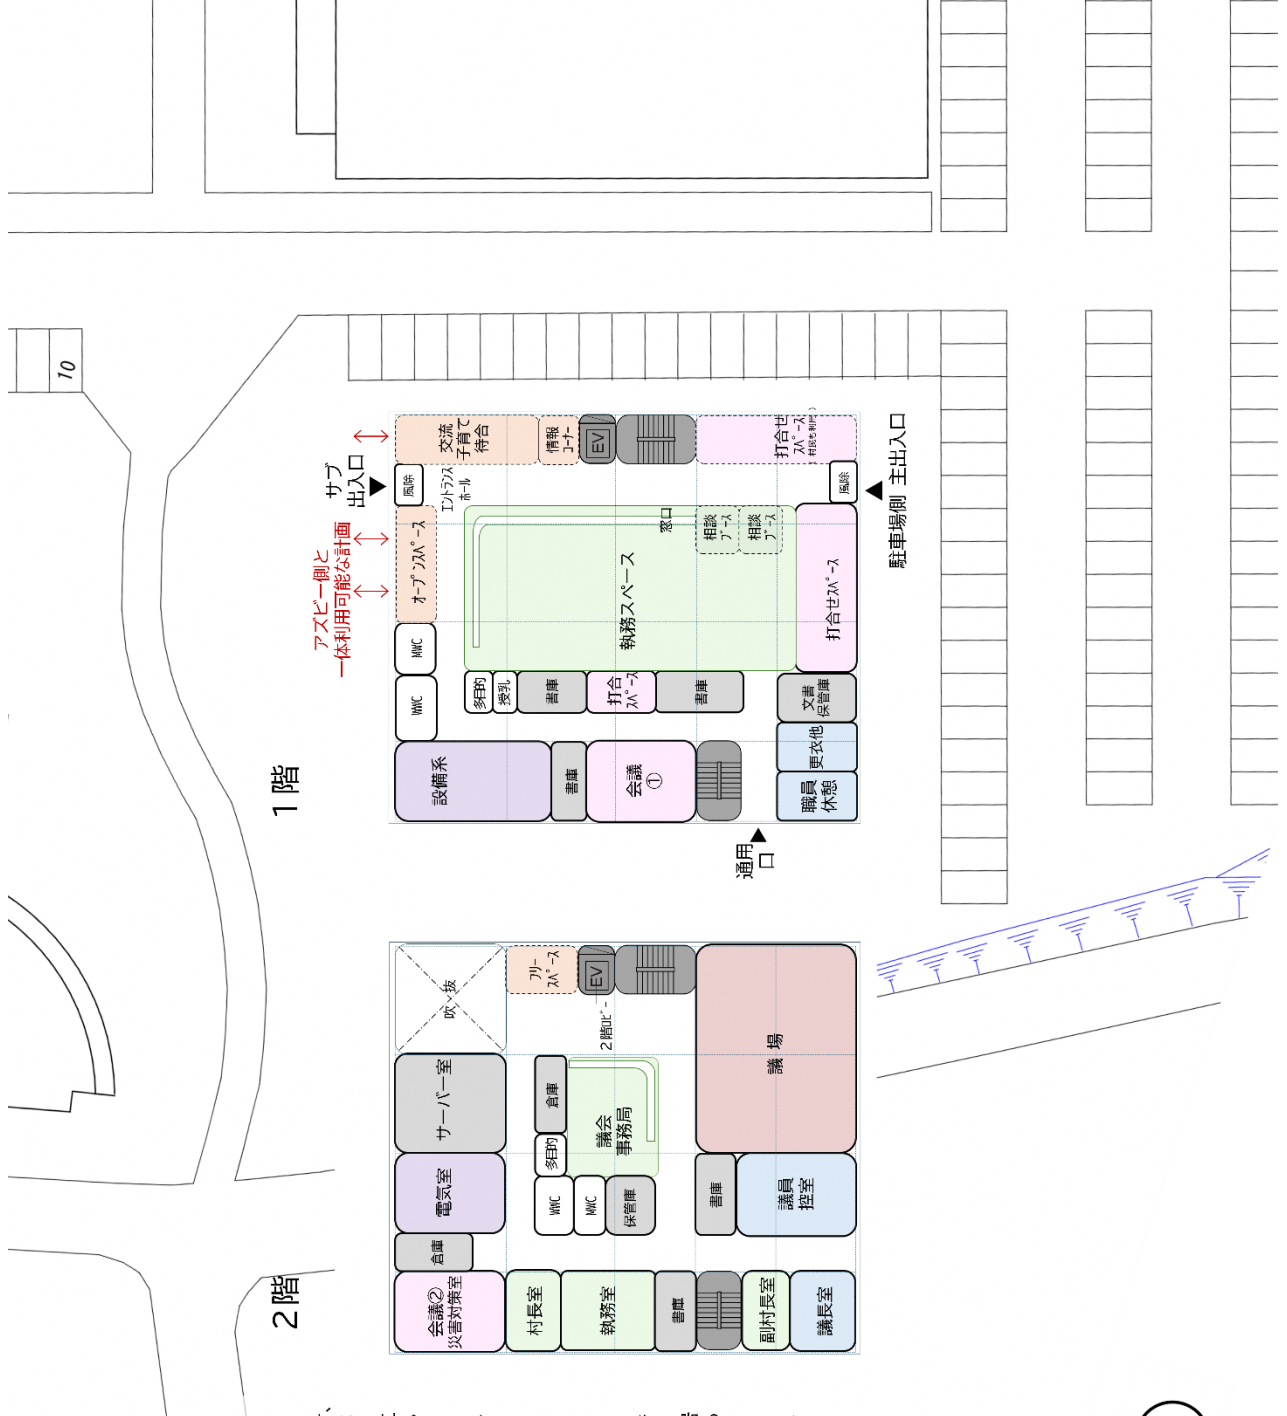 10
1階
サブ
出入口
アズビー側と
一体利用可能な計画
交流
子育て
待合
情報
コーナー
EV
打合せ
スペース
風除
エントランス
ホール
風除
駐車場側 主出入口
オープンスペース
窓口
相談
ブース
相談
ブース
執務スペース
打合せスペース
MWC
WWC
多目的
授乳
書庫
打合
スペース
書庫
文書
保管庫
更衣他
職員
休憩
設備系
書庫
会議
①
通用
口
2階
吹抜
フリー
スペース
EV
2階ロビー
議場
サーバー室
倉庫
議会
事務局
多目的
電気室
WWC
MWC
保管庫
書庫
議員
控室
倉庫
会議②
災害対策室
村長室
執務室
書庫
副村長室
議長室